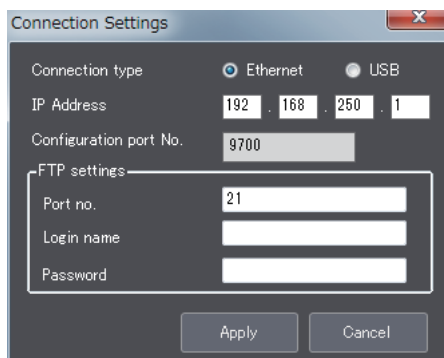 Connection Settings
Connection type Ethernet USB
IP Address 192 . 168 . 250 . 1
Configuration port No. 9700
FTP settings
Port no. 21
Login name
Password
Apply Cancel